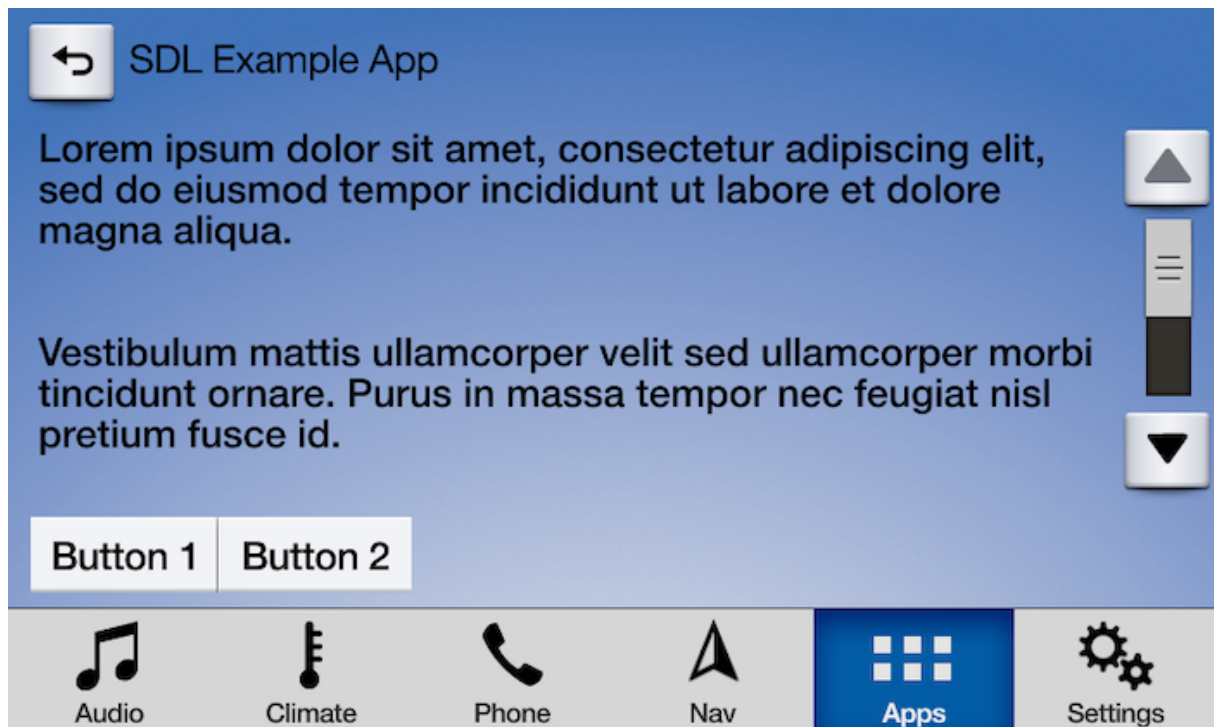 SDL Example App
Lorem ipsum dolor sit amet, consectetur adipiscing elit,
sed do eiusmod tempor incididunt ut labore et dolore
magna aliqua.
Vestibulum mattis ullamcorper velit sed ullamcorper morbi
tincidunt ornare. Purus in massa tempor nec feugiat nisl
pretium fusce id.
Button 1 Button 2
Audio Climate Phone Nav Apps Settings